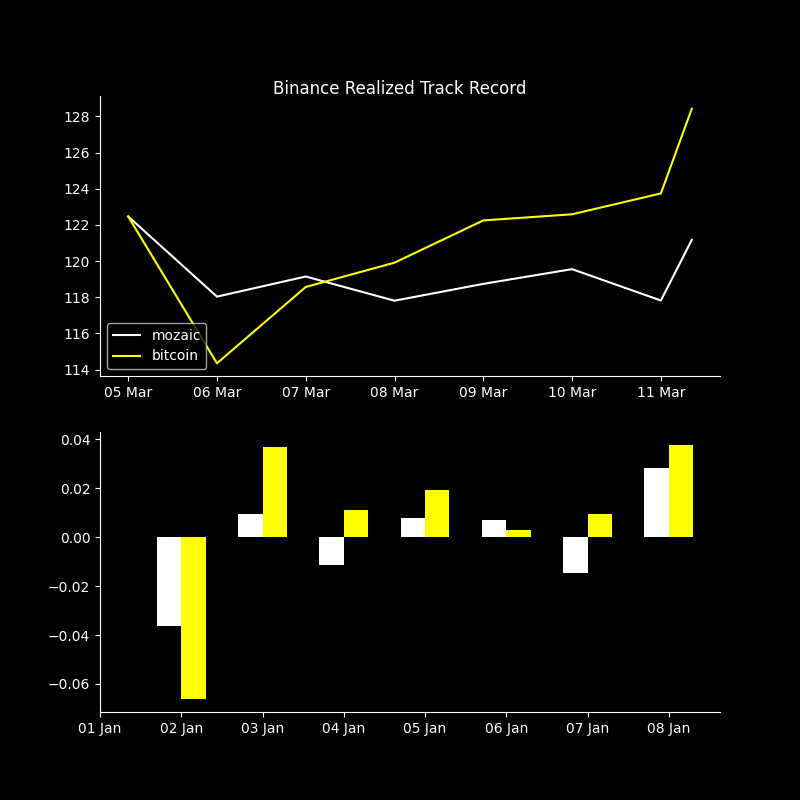 Binance Realized Track Record
128
126
124
122
120
118
116
114
mozaic
bitcoin
05 Mar 06 Mar 07 Mar 08 Mar 09 Mar 10 Mar 11 Mar
0.04
0.02
0.00
−0.02
−0.04
−0.06
01 Jan 02 Jan 03 Jan 04 Jan 05 Jan 06 Jan 07 Jan 08 Jan